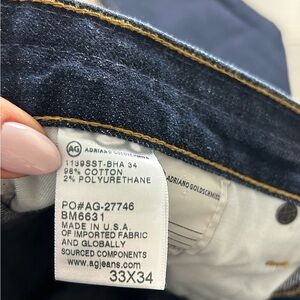 AG ADRIANO GOLDSCHMIED
1139SST-BHA 34
98% COTTON
2% POLYURETHANE
PO#AG-27746
BM6631
MADE IN U.S.A.
OF IMPORTED FABRIC
AND GLOBALLY
SOURCED COMPONENTS
www.agjeans.com
33X34
ADRIANO GOLDSCHMIED